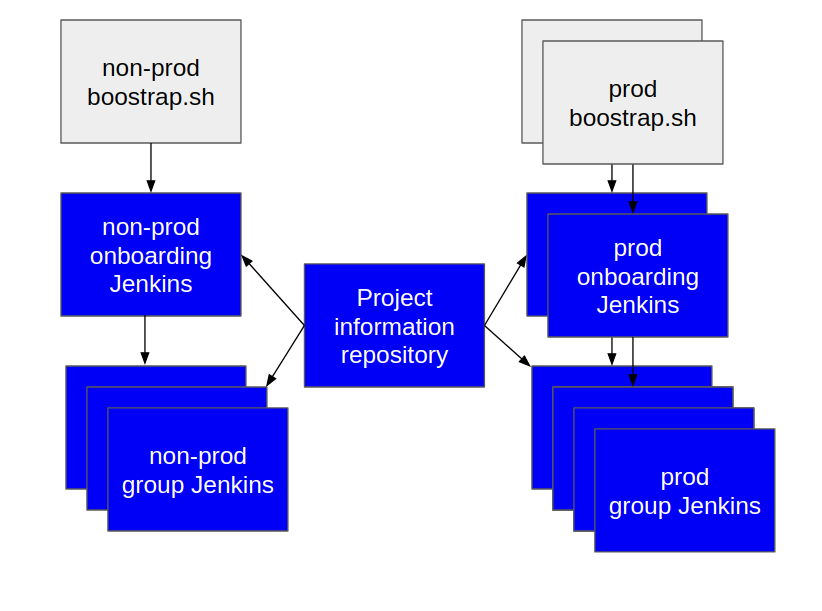 non-prod
boostrap.sh
prod
boostrap.sh
non-prod
onboarding
Jenkins
prod
onboarding
Jenkins
Project
information
repository
non-prod
group Jenkins
prod
group Jenkins